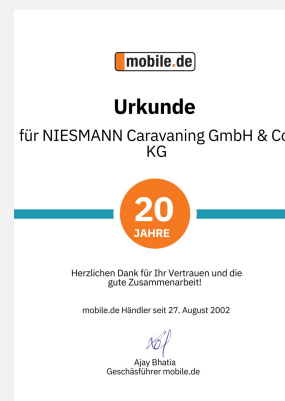 mobile.de
Urkunde
für NIESMANN Caravaning GmbH & Co
KG
20
JAHRE
Herzlichen Dank für Ihr Vertrauen und die
gute Zusammenarbeit!
mobile.de Händler seit 27. August 2002
Ajay Bhatia
Geschäsführer mobile.de